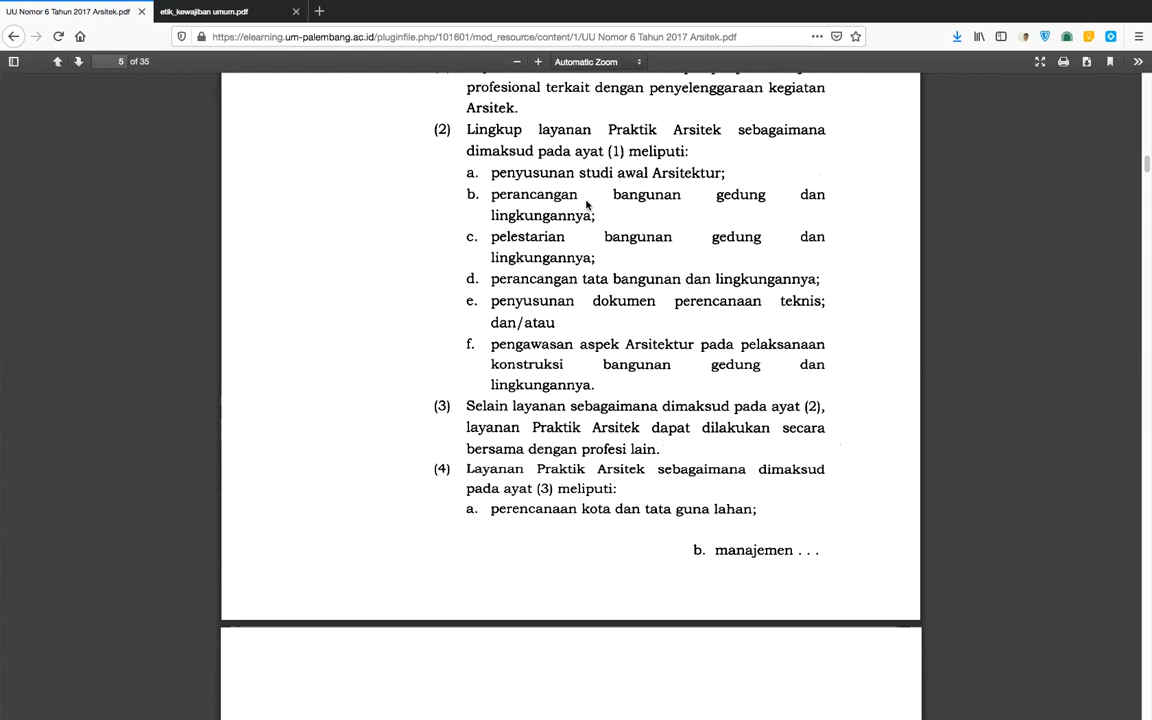 UU Nomor 6 Tahun 2017 Arsitek.pdf
etik_kewajiban umum.pdf
https://elearning.um-palembang.ac.id/pluginfile.php/101601/mod_resource/content/1/UU Nomor 6 Tahun 2017 Arsitek.pdf
5 of 35
Automatic Zoom
profesional terkait dengan penyelenggaraan kegiatan
Arsitek.
(2) Lingkup layanan Praktik Arsitek sebagaimana
dimaksud pada ayat (1) meliputi:
a. penyusunan studi awal Arsitektur;
b. perancangan bangunan gedung dan
lingkungannya;
c. pelestarian bangunan gedung dan
lingkungannya;
d. perancangan tata bangunan dan lingkungannya;
e. penyusunan dokumen perencanaan teknis;
dan/atau
f. pengawasan aspek Arsitektur pada pelaksanaan
konstruksi bangunan gedung dan
lingkungannya.
(3) Selain layanan sebagaimana dimaksud pada ayat (2),
layanan Praktik Arsitek dapat dilakukan secara
bersama dengan profesi lain.
(4) Layanan Praktik Arsitek sebagaimana dimaksud
pada ayat (3) meliputi:
a. perencanaan kota dan tata guna lahan;
b. manajemen . . .